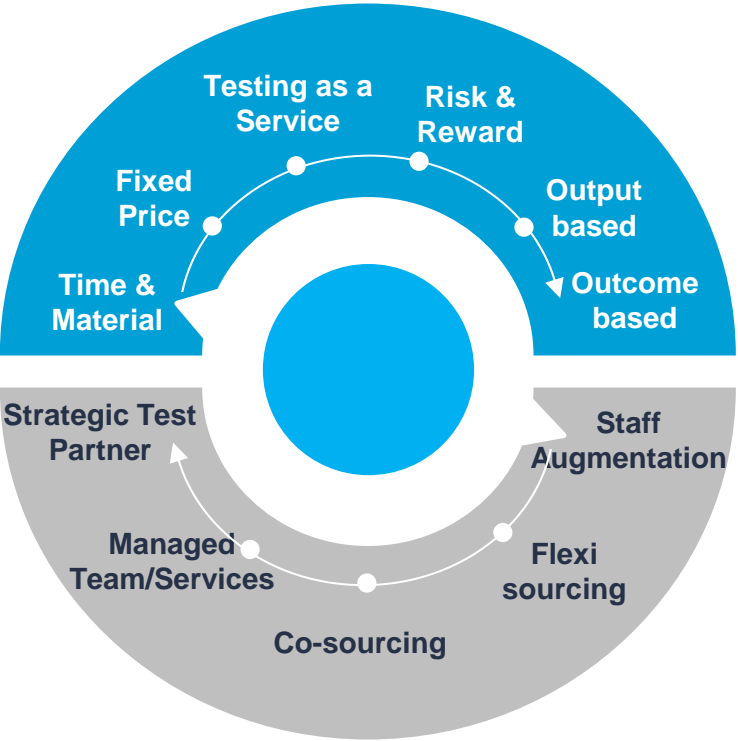 Testing as a
Service
Risk &
Reward
Fixed
Price
Output
based
Time &
Material
Outcome
based
Strategic Test
Partner
Staff
Augmentation
Managed
Team/Services
Flexi
sourcing
Co-sourcing